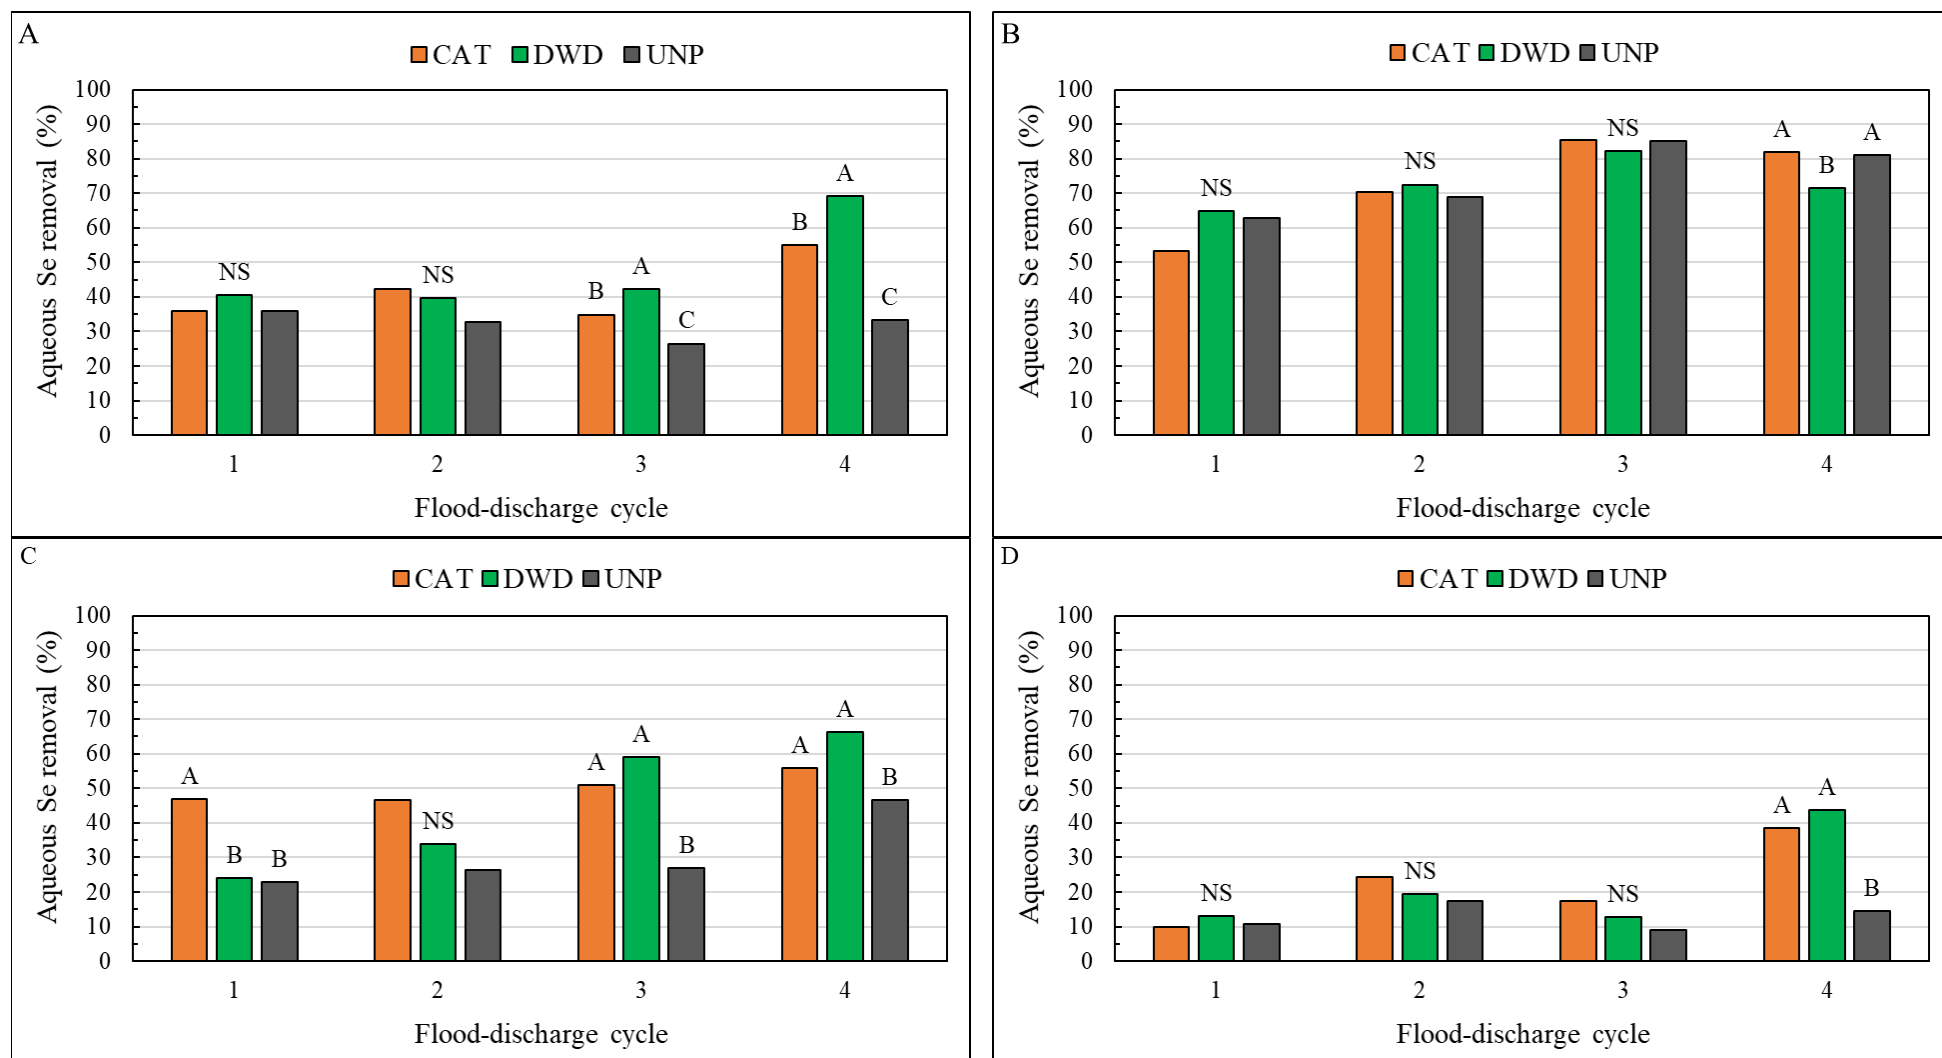 A
CAT DWD UNP
Aqueous Se removal (%)
100
90
80
70
60
50
40
30
20
10
0
NS
NS
B A C
B A C
1 2 3 4
Flood-discharge cycle
B
CAT DWD UNP
Aqueous Se removal (%)
100
90
80
70
60
50
40
30
20
10
0
NS
NS
NS
A B A
1 2 3 4
Flood-discharge cycle
C
CAT DWD UNP
Aqueous Se removal (%)
100
90
80
70
60
50
40
30
20
10
0
A B B
NS
A A B
A A B
1 2 3 4
Flood-discharge cycle
D
CAT DWD UNP
Aqueous Se removal (%)
100
90
80
70
60
50
40
30
20
10
0
NS
NS
NS
A A B
1 2 3 4
Flood-discharge cycle